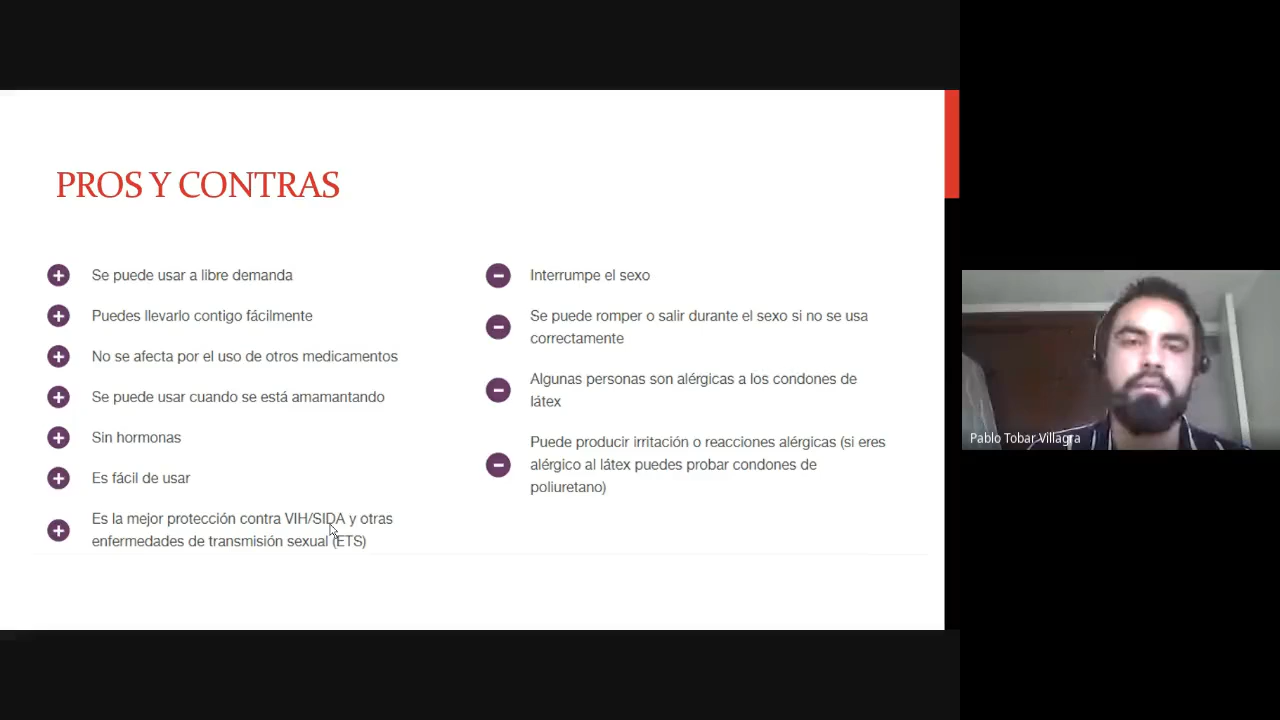 PROS Y CONTRAS
Se puede usar a libre demanda
Puedes llevarlo contigo fácilmente
No se afecta por el uso de otros medicamentos
Se puede usar cuando se está amamantando
Sin hormonas
Es fácil de usar
Es la mejor protección contra VIH/SIDA y otras
enfermedades de transmisión sexual (ETS)
Interrumpe el sexo
Se puede romper o salir durante el sexo si no se usa
correctamente
Algunas personas son alérgicas a los condones de
látex
Puede producir irritación o reacciones alérgicas (si eres
alérgico al látex puedes probar condones de
poliuretano)
Pablo Tobar Villagra